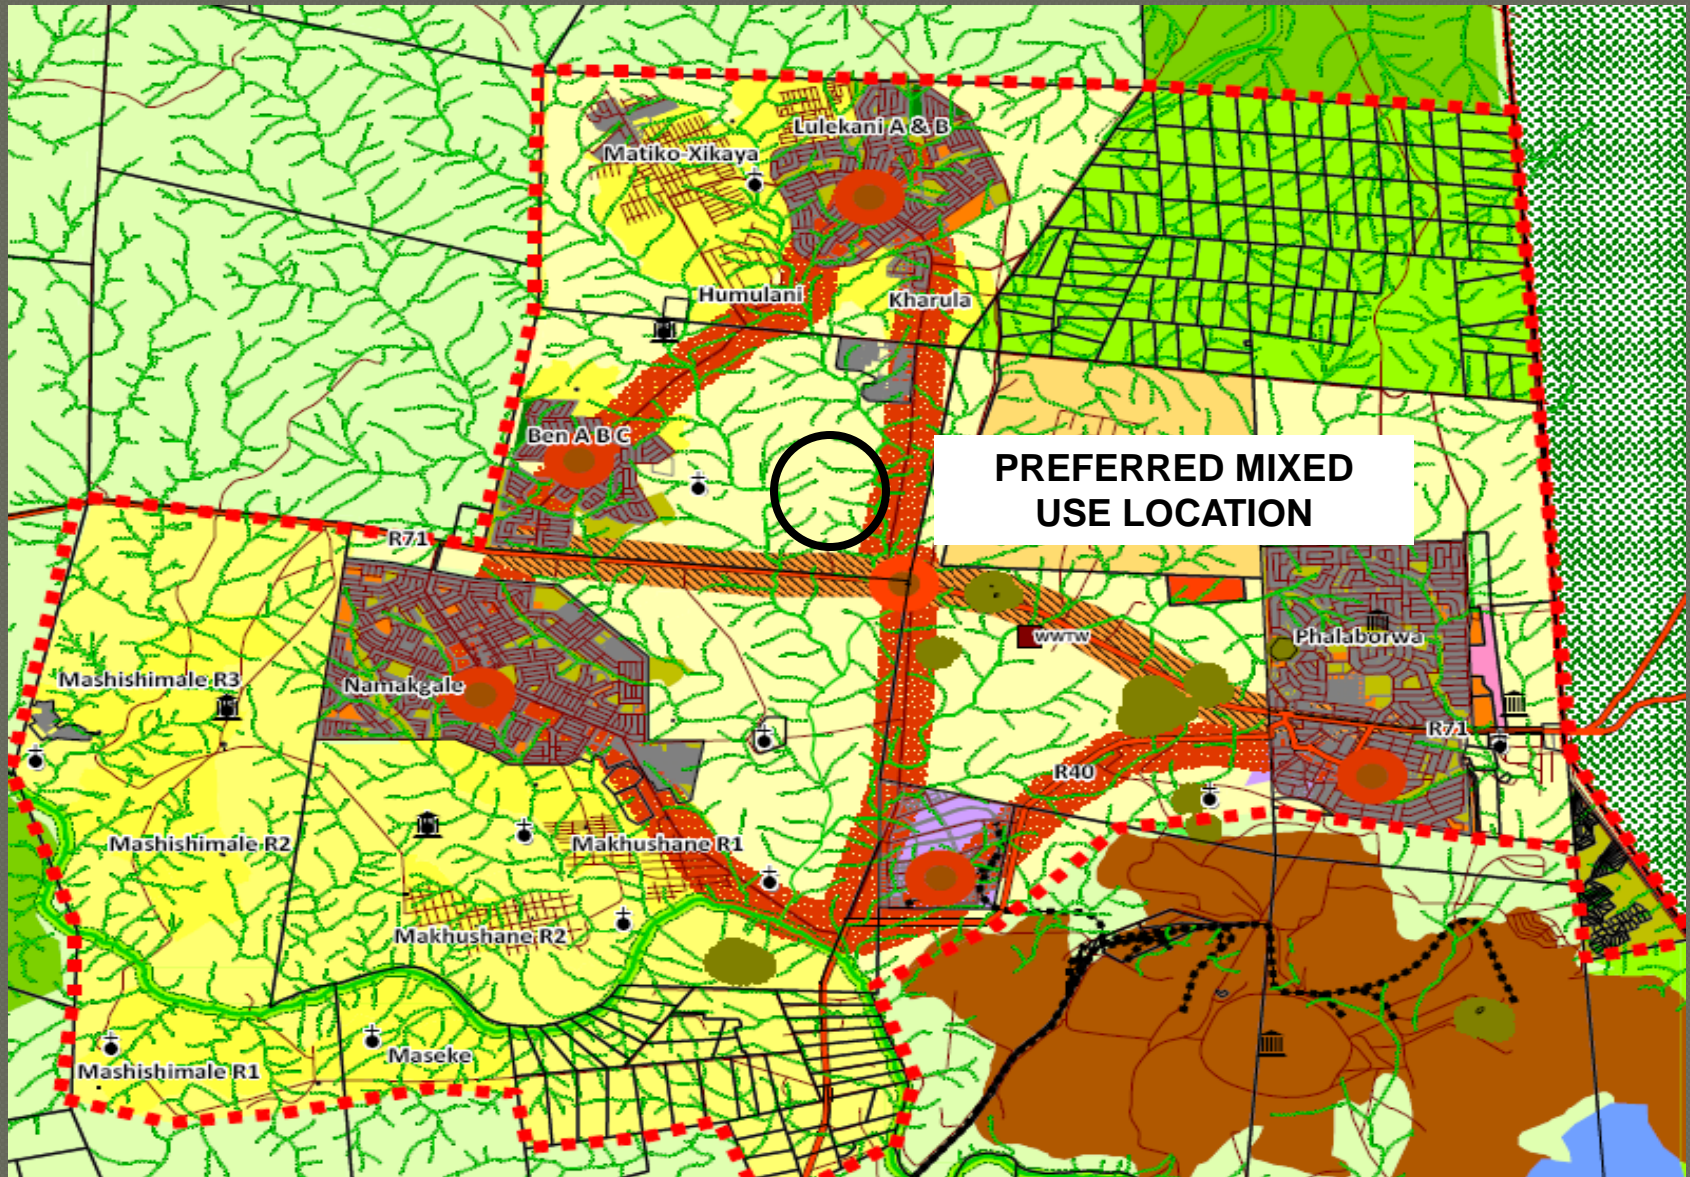 Lulekani A & B
Matiko-Xikaya
Humulani
Kharula
Ben A B C
PREFERRED MIXED
USE LOCATION
R71
WWTW
Phalaborwa
Mashishimale R3
Namakgale
R71
R40
Mashishimale R2
Makhushane R1
Makhushane R2
Maseke
Mashishimale R1